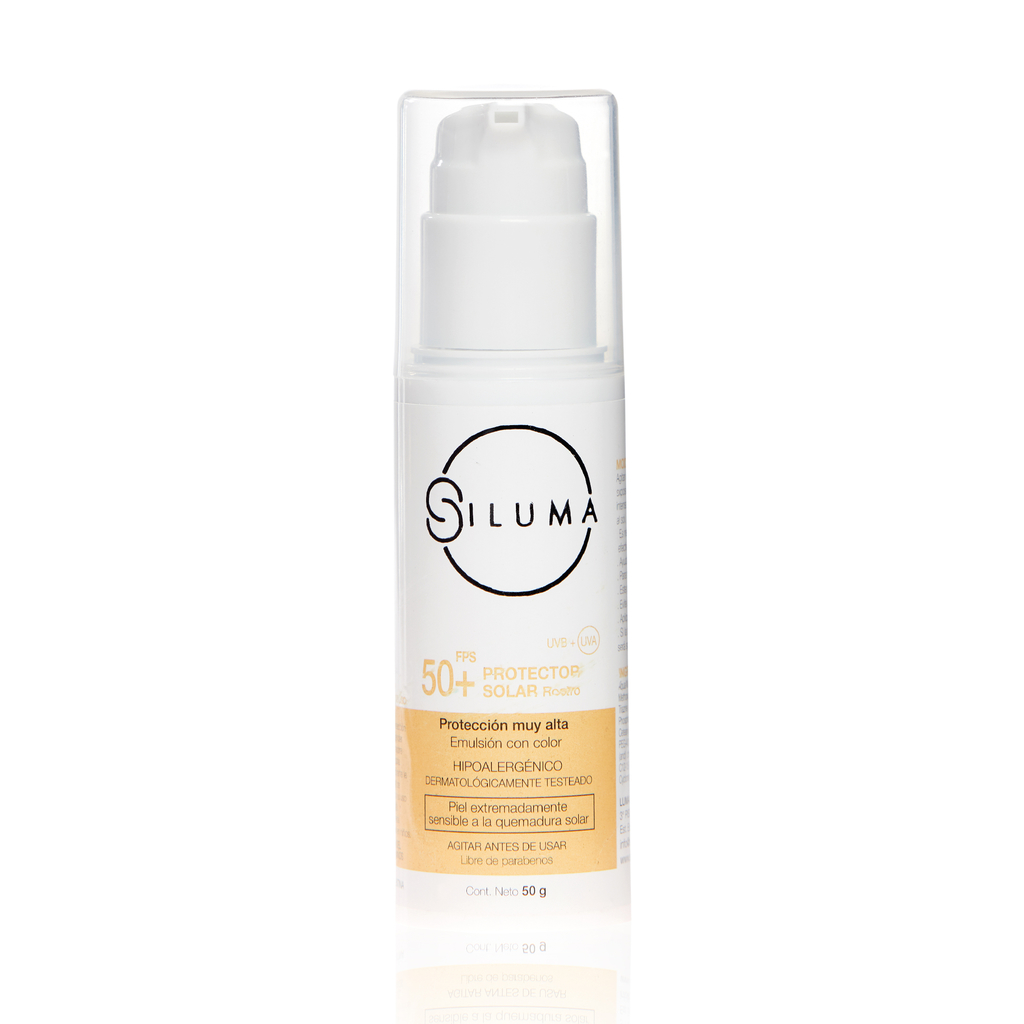 SILUMA
UVB + UVA
FPS
50+
PROTECTOR
SOLAR Rostro
Protección muy alta
Emulsión con color
HIPOALERGÉNICO
DERMATOLÓGICAMENTE TESTEADO
Piel extremadamente
sensible a la quemadura solar
AGITAR ANTES DE USAR
Libre de parabenos
Cont. Neto 50 g